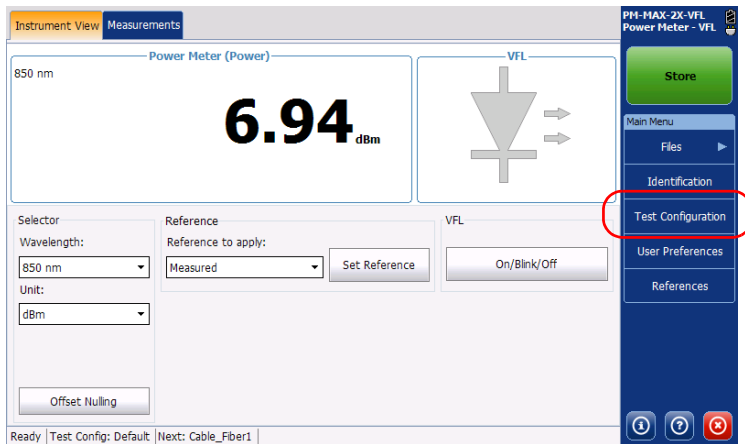 Instrument View Measurements
PM-MAX-2X-VFL
Power Meter - VFL
Power Meter (Power)
850 nm
6.94 dBm
VFL
Store
Main Menu
Files
Identification
Test Configuration
User Preferences
References
Selector
Wavelength:
850 nm
Unit:
dBm
Offset Nulling
Reference
Reference to apply:
Measured Set Reference
VFL
On/Blink/Off
Ready Test Config: Default Next: Cable_Fiber1